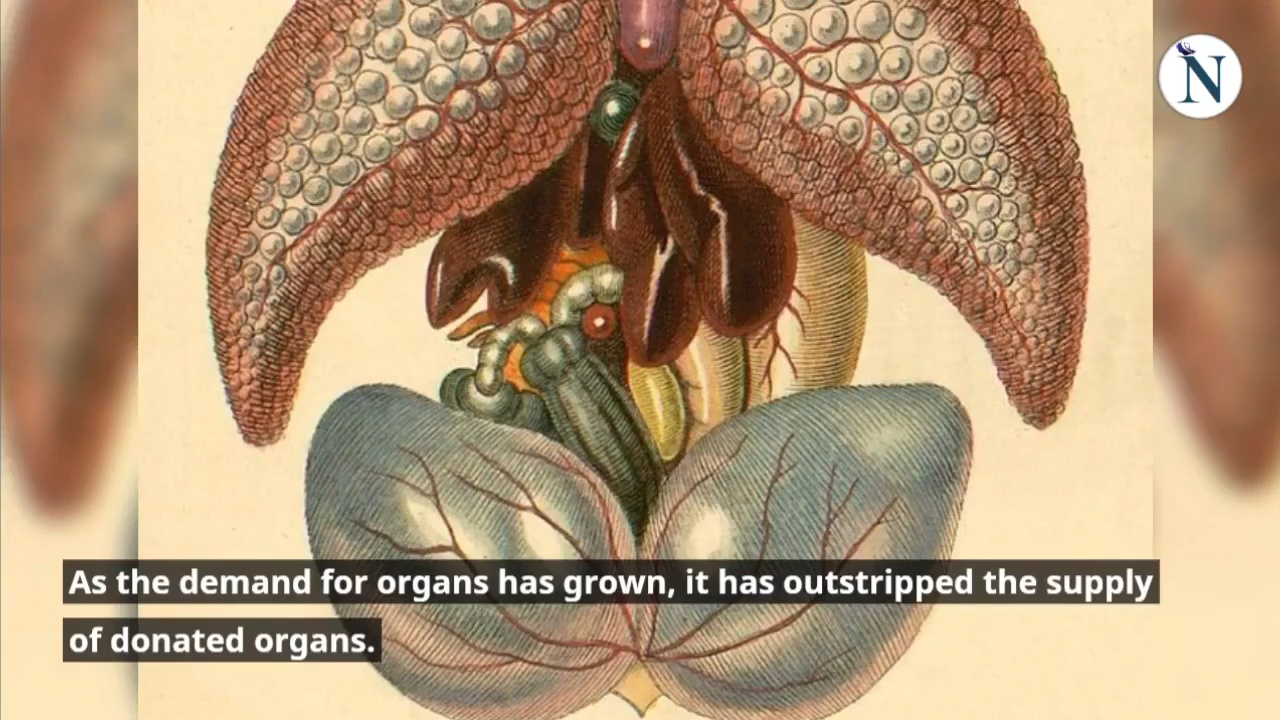 N
As the demand for organs has grown, it has outstripped the supply
of donated organs.